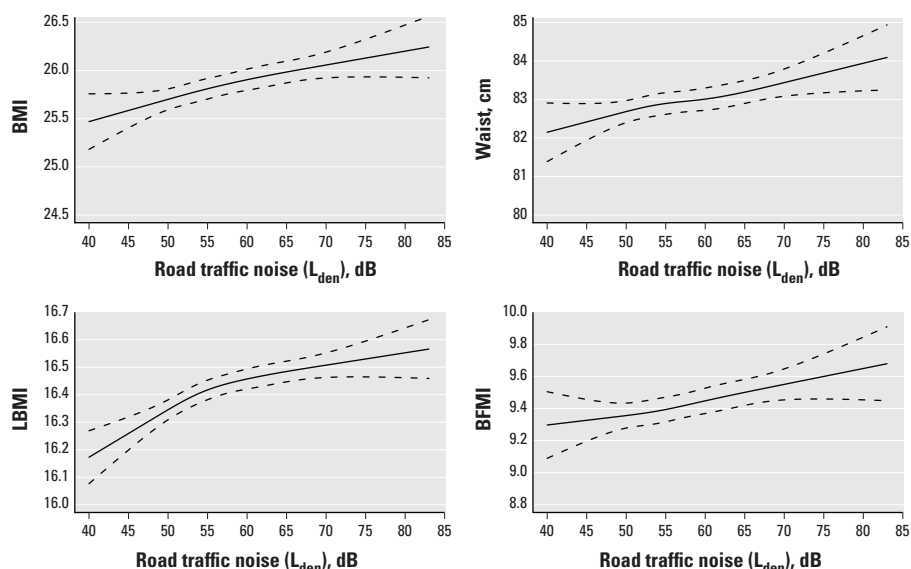 26.5
26.0
25.5
25.0
24.5
BMI
40 45 50 55 60 65 70 75 80 85
Road traffic noise (Lden), dB
85
84
83
82
81
80
Waist, cm
40 45 50 55 60 65 70 75 80 85
Road traffic noise (Lden), dB
16.7
16.6
16.5
16.4
16.3
16.2
16.1
16.0
LBMI
40 45 50 55 60 65 70 75 80 85
Road traffic noise (Lden), dB
10.0
9.8
9.6
9.4
9.2
9.0
8.8
BFMI
40 45 50 55 60 65 70 75 80 85
Road traffic noise (Lden), dB